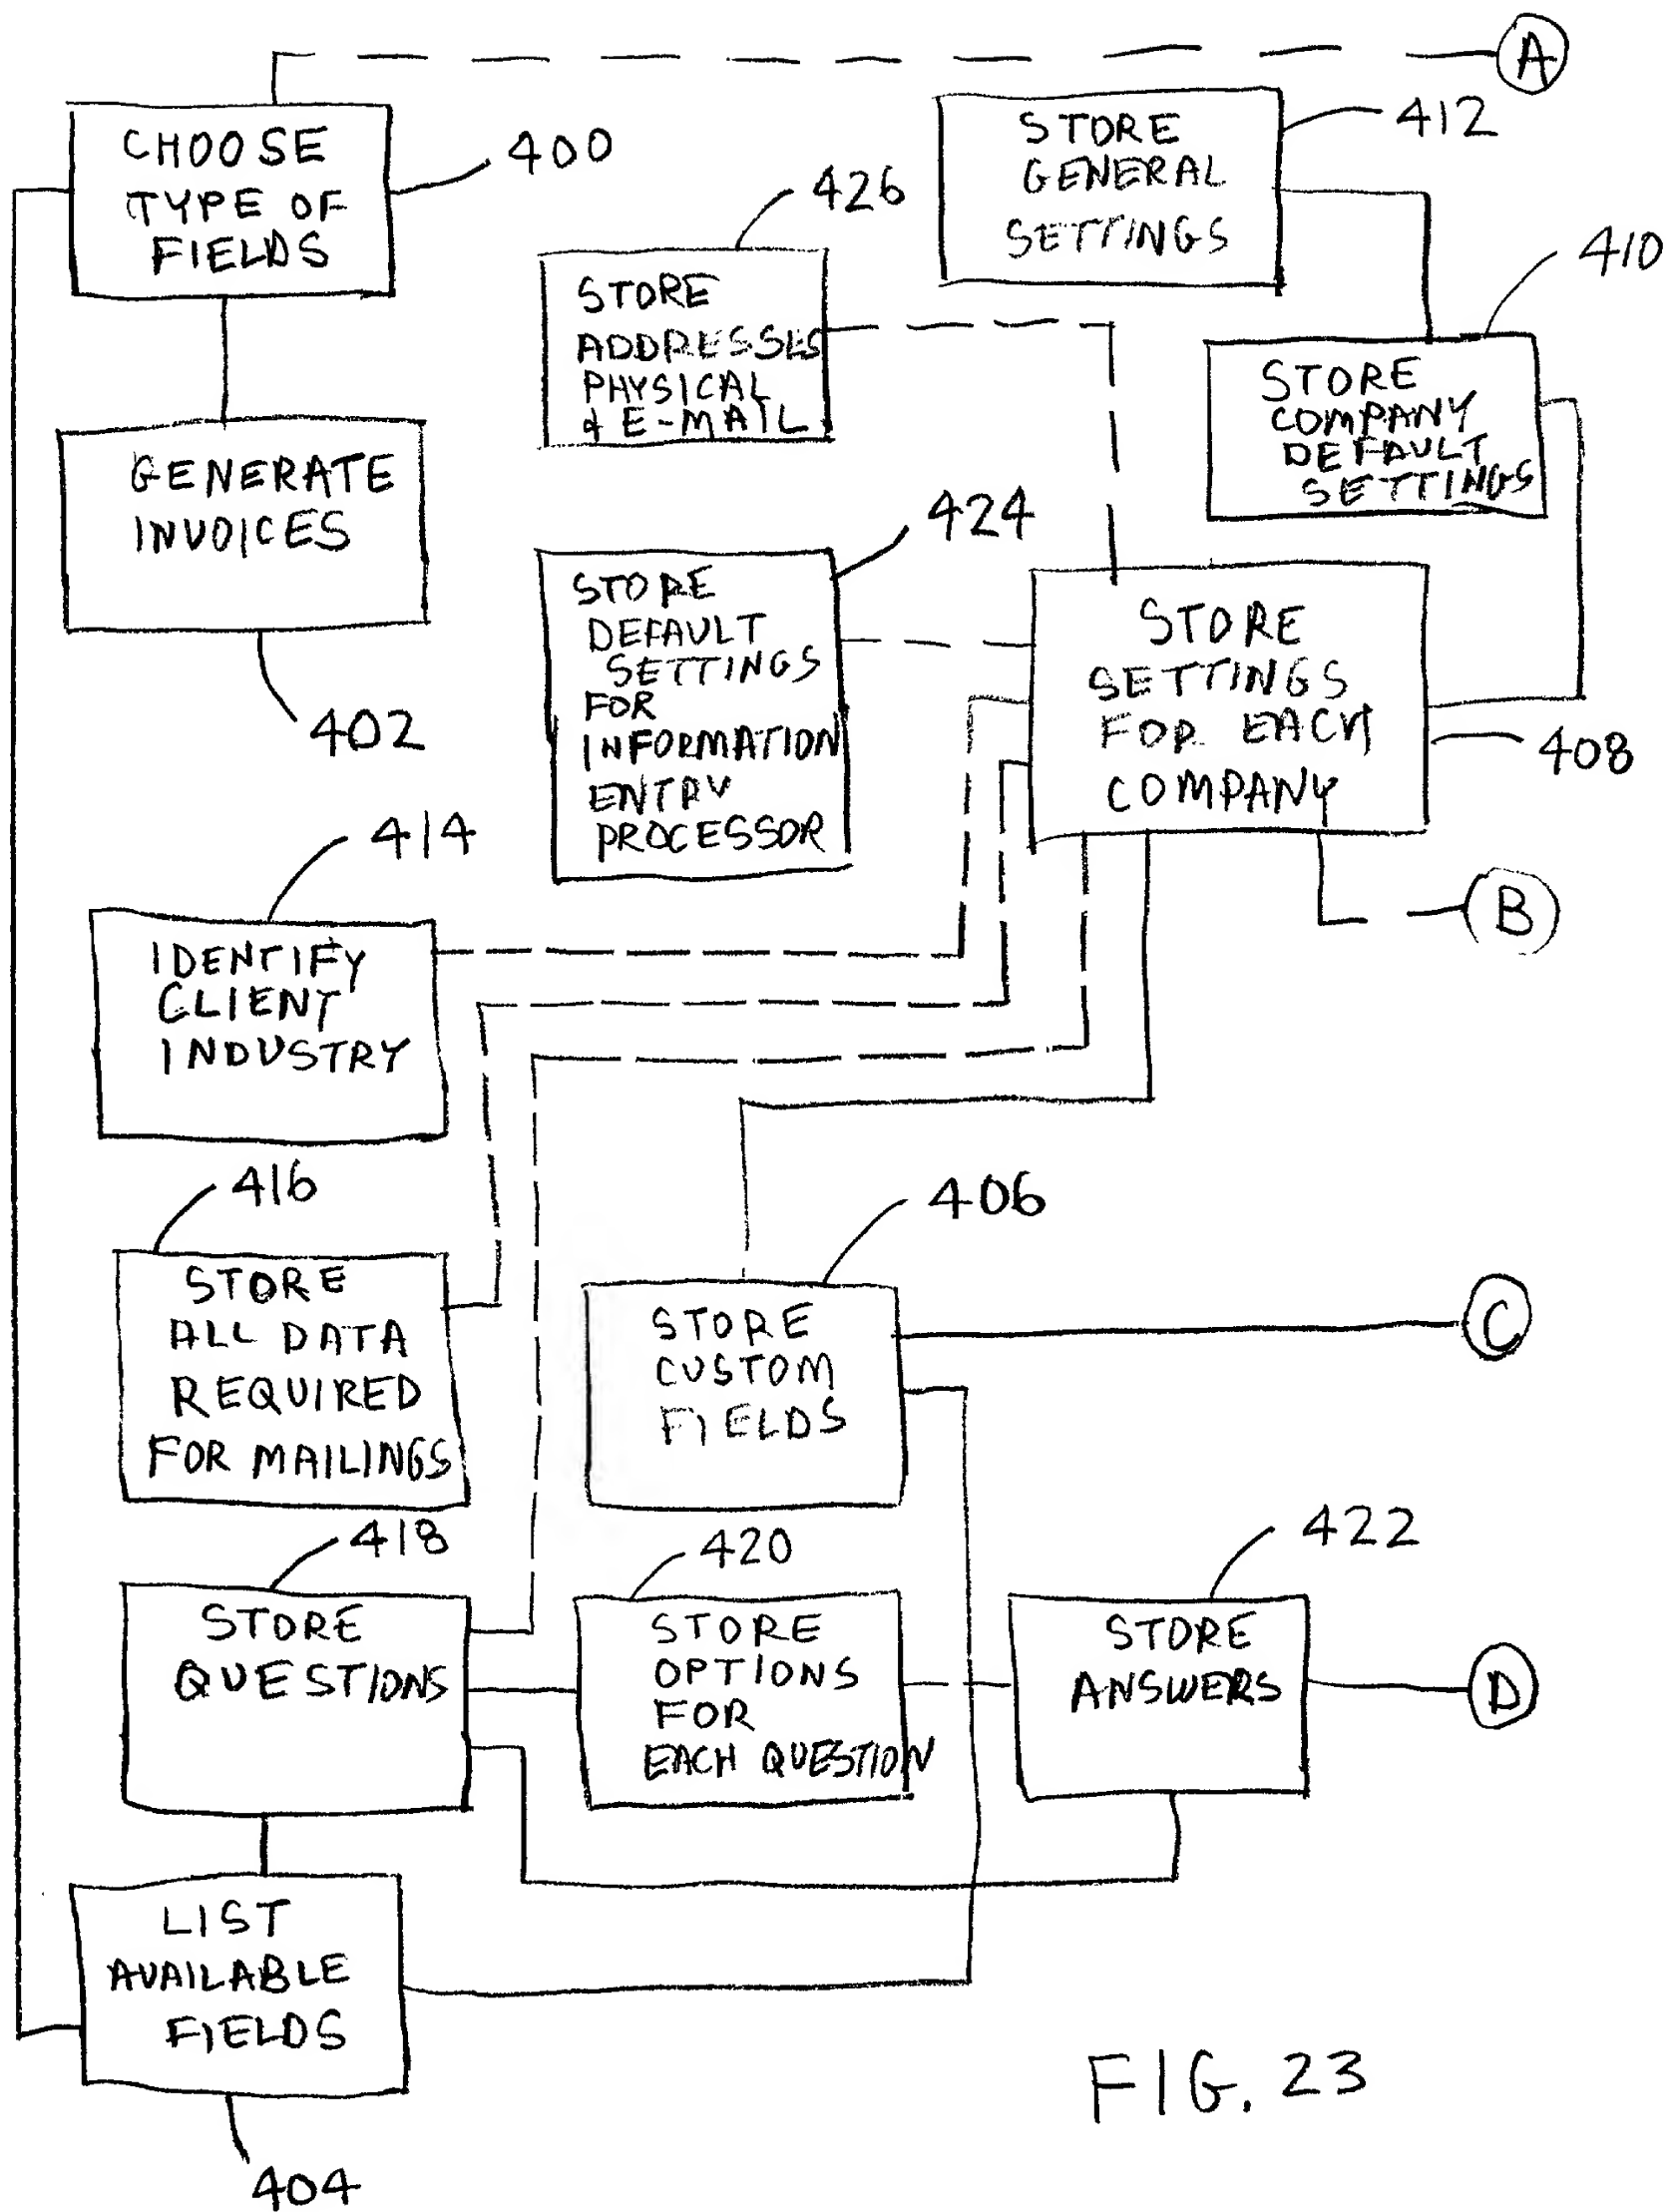 A
CHOOSE
TYPE OF
FIELDS
400
STORE
GENERAL
SETTINGS
412
426
STORE
ADDRESSES
PHYSICAL
& E-MAIL
410
STORE
COMPANY
DEFAULT
SETTINGS
GENERATE
INVOICES
402
424
STORE
DEFAULT
SETTINGS
FOR
INFORMATION
ENTRY
PROCESSOR
STORE
SETTINGS
FOR EACH
COMPANY
408
B
414
IDENTIFY
CLIENT
INDUSTRY
416
STORE
ALL DATA
REQUIRED
FOR MAILINGS
406
STORE
CUSTOM
FIELDS
C
418
STORE
QUESTIONS
420
STORE
OPTIONS
FOR
EACH QUESTION
422
STORE
ANSWERS
D
LIST
AVAILABLE
FIELDS
404
FIG. 23